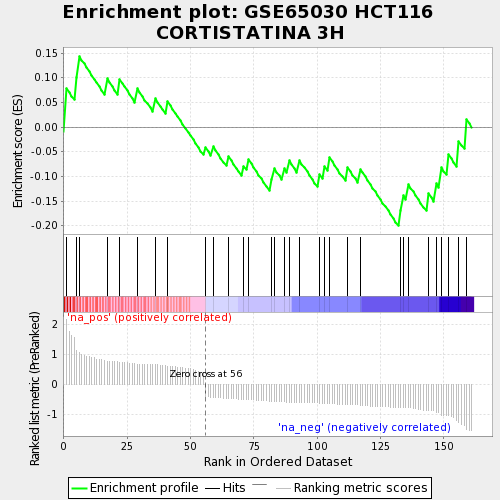 Enrichment plot: GSE65030 HCT116
CORTISTATINA 3H
Enrichment score (ES)
0.15
0.10
0.05
0.00
-0.05
-0.10
-0.15
-0.20
'na_pos' (positively correlated)
Ranked list metric (PreRanked)
2
1
0
-1
Zero cross at 56
'na_neg' (negatively correlated)
0 25 50 75 100 125 150
Rank in Ordered Dataset
Enrichment profile Hits Ranking metric scores